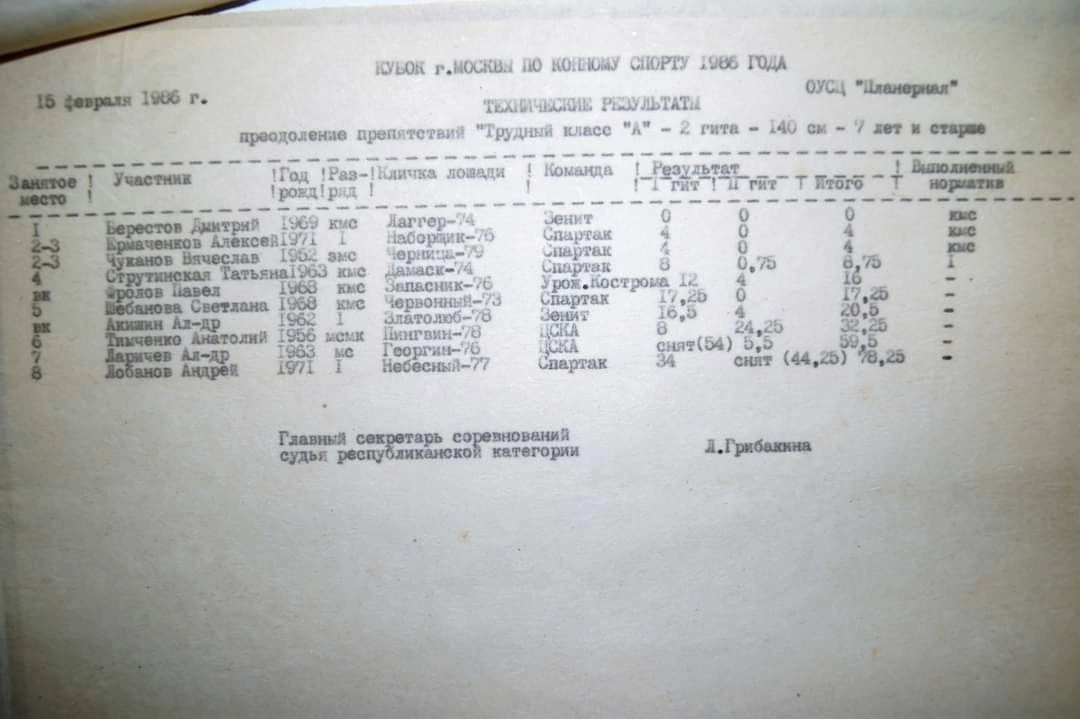 КУБОК г.МОСКВЫ ПО КОННОМУ СПОРТУ 1986 ГОДА
15 февраля 1986 г. ОУСЦ "Планерная"
ТЕХНИЧЕСКИЕ РЕЗУЛЬТАТЫ
преодоление препятствий "Трудный класс "А" - 2 гита - 140 см - 7 лет и старше
Занятое ! Участник !Год !Раз-!Кличка лошади ! Команда ! Результат ! Выполненный
место ! !рожд!ряд ! ! ! I гит ! II гит ! Итого ! норматив
1 Берестов Дмитрий 1969 кмс Лаггер-74 Зенит 0 0 0 кмс
2-3 Ермаченков Алексей 1971 I Наборщик-76 Спартак 4 0 4 кмс
2-3 Чуканов Вячеслав 1952 змс Черница-79 Спартак 4 0 4 кмс
4 Струтинская Татьяна 1963 кмс Дамаск-74 Спартак 8 0,75 8,75 I
вк Фролов Павел 1968 кмс Запасник-76 Урож.Кострома 12 4 16 -
5 Шебанова Светлана 1968 кмс Червонный-73 Спартак 17,25 0 17,25 -
вк Акишин Ал-др 1962 I Златолюб-78 Зенит 16,5 4 20,5 -
6 Тимченко Анатолий 1956 мсмк Пингвин-78 ЦСКА 8 24,25 32,25 -
7 Ларичев Ал-др 1963 мс Георгин-76 ЦСКА снят(54) 5,5 59,5 -
8 Лобанов Андрей 1971 I Небесный-77 Спартак 34 снят (44,25) 78,25 -
Главный секретарь соревнований
судья республиканской категории Л.Грибакина